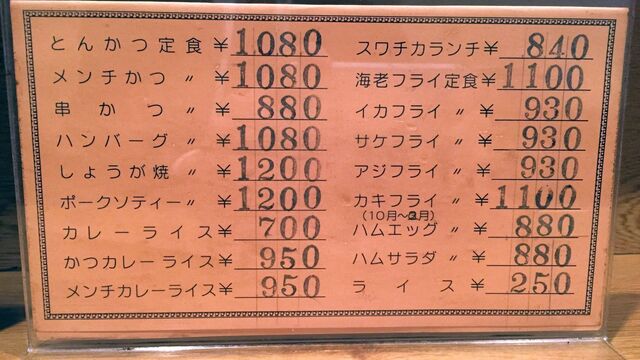 とんかつ定食 ¥1080
メンチかつ 〃 ¥1080
串かつ 〃 ¥880
ハンバーグ 〃 ¥1080
しょうが焼 〃 ¥1200
ポークソティー 〃 ¥1200
カレーライス ¥700
かつカレーライス ¥950
メンチカレーライス ¥950
スワチカランチ ¥840
海老フライ定食 ¥1100
イカフライ 〃 ¥930
サケフライ 〃 ¥930
アジフライ 〃 ¥930
カキフライ 〃 ¥1100
(10月〜3月)
ハムエッグ 〃 ¥880
ハムサラダ 〃 ¥880
ライス ¥250